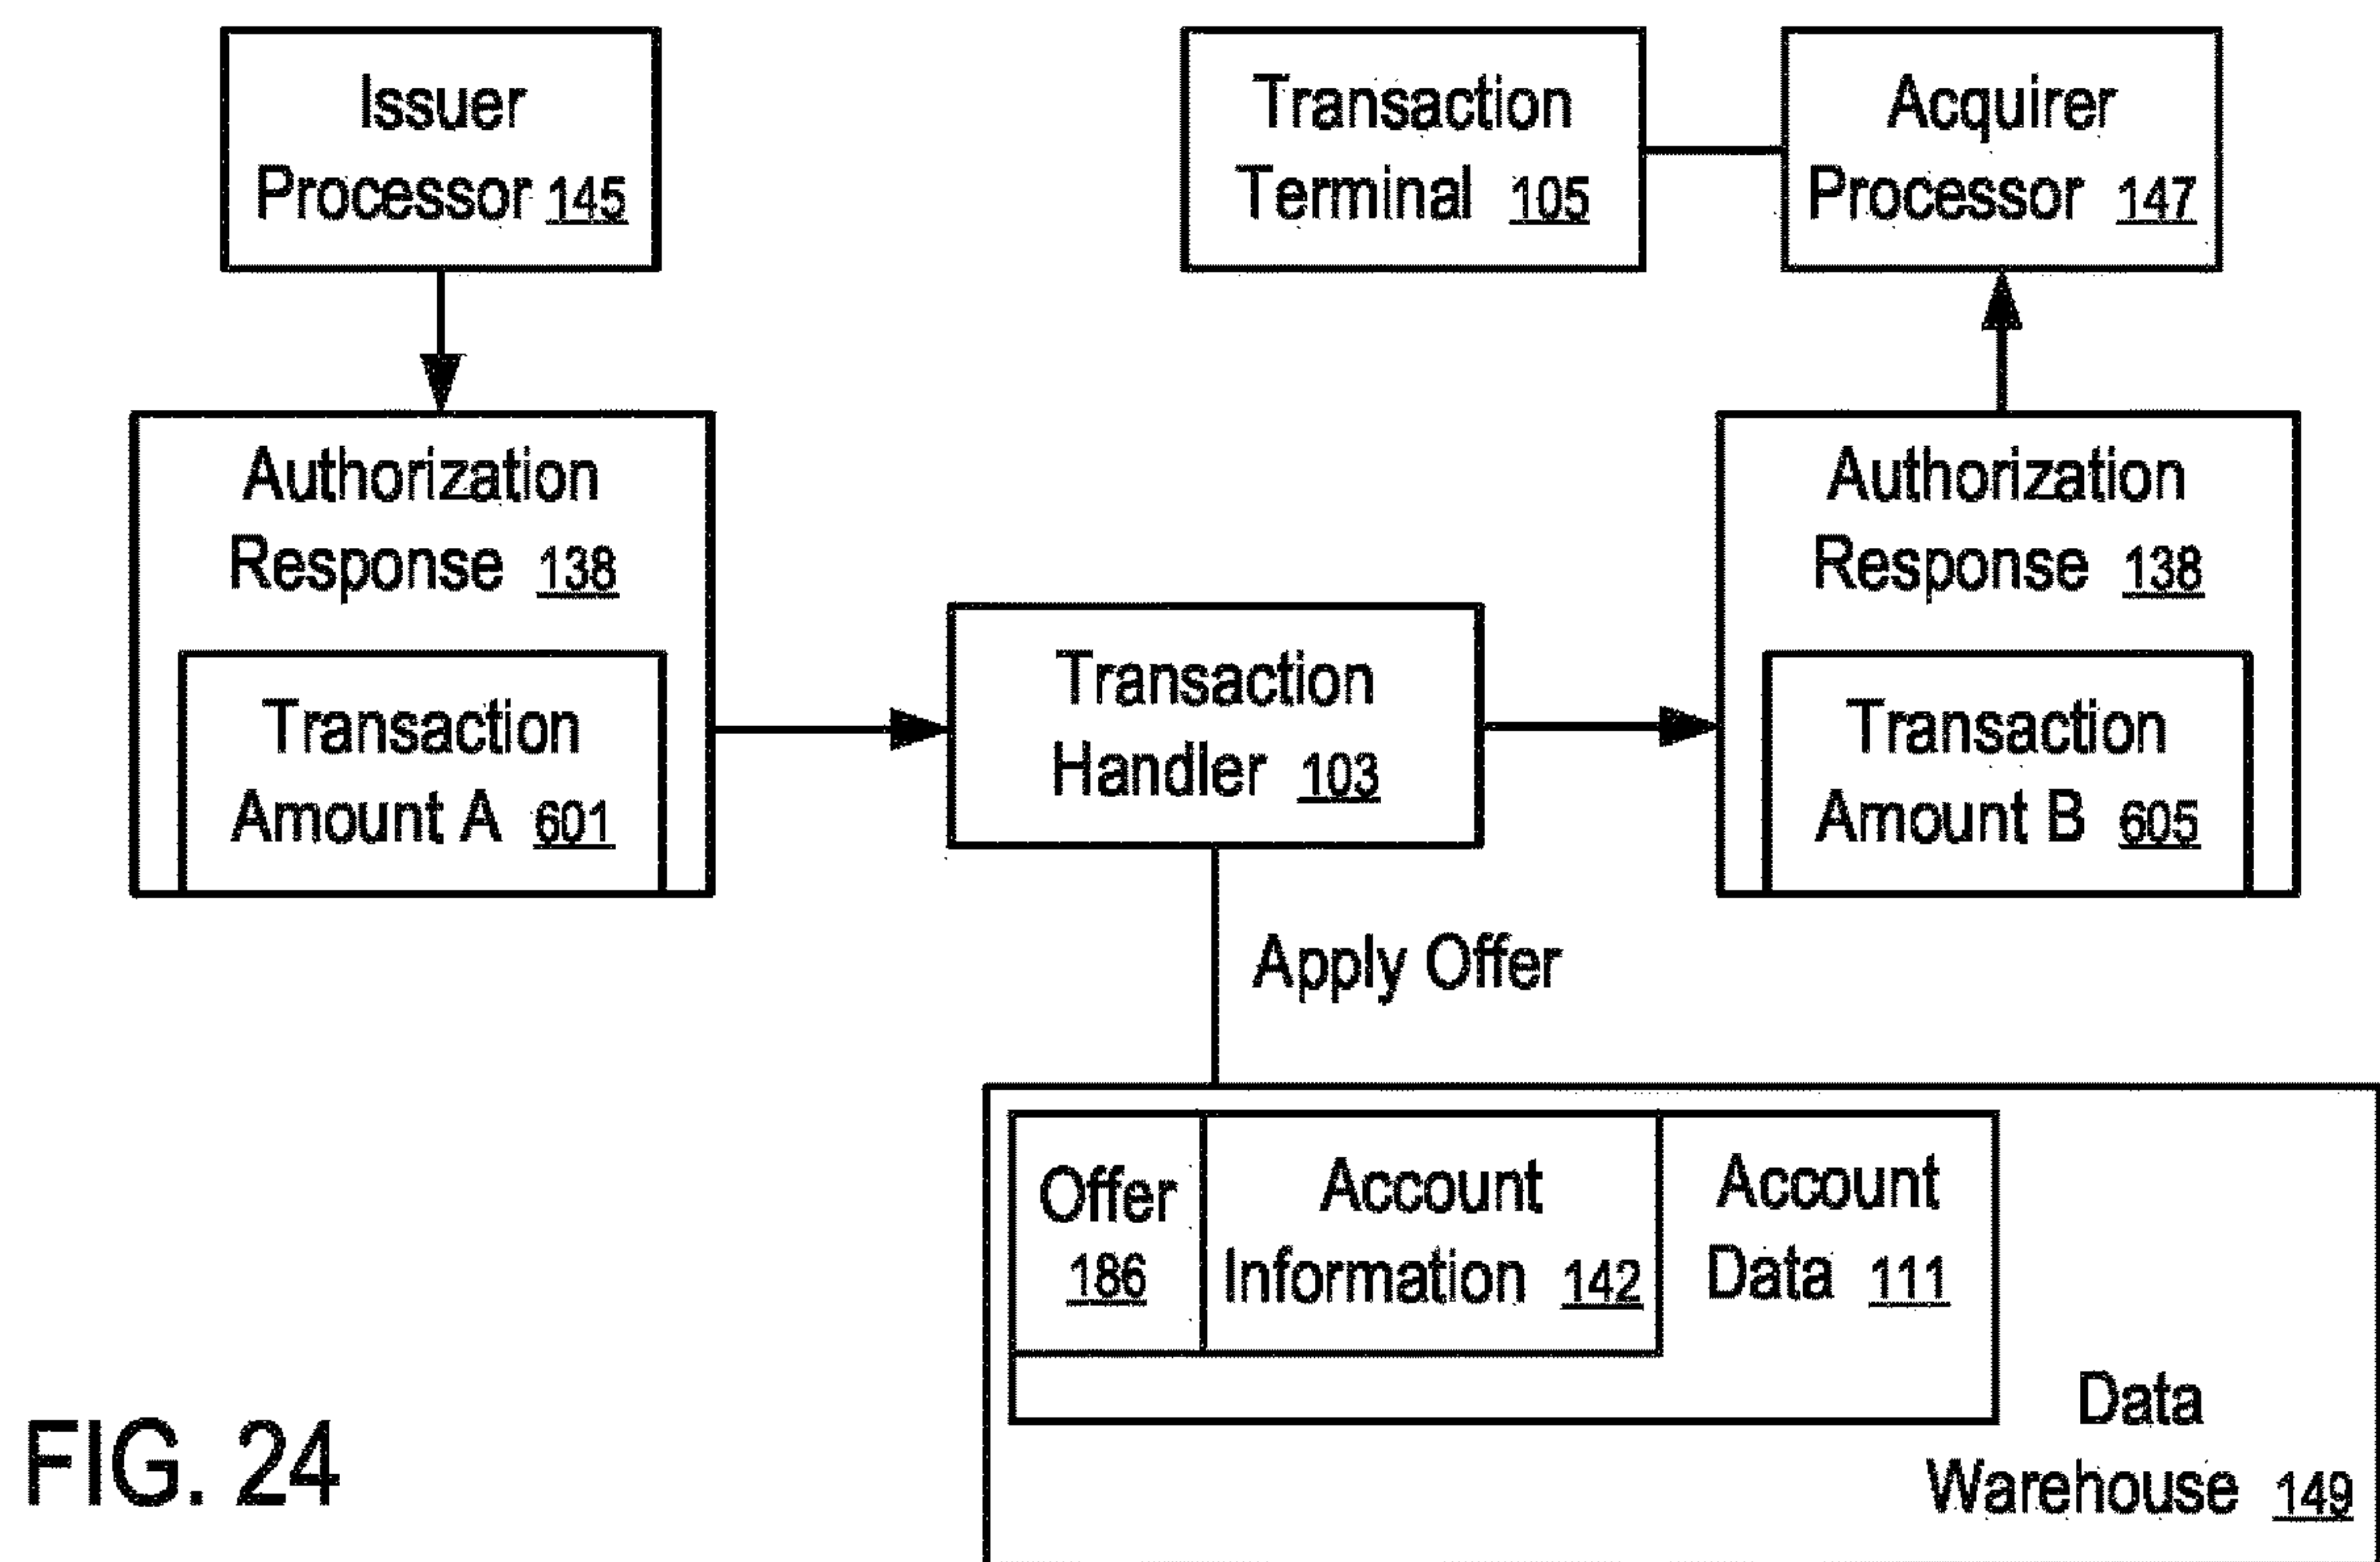 Issuer
Processor 145
Transaction
Terminal 105
Acquirer
Processor 147
Authorization
Response 138
Transaction
Amount A 601
Transaction
Handler 103
Authorization
Response 138
Transaction
Amount B 605
Apply Offer
Offer
186
Account
Information 142
Account
Data 111
Data
Warehouse 149
FIG. 24